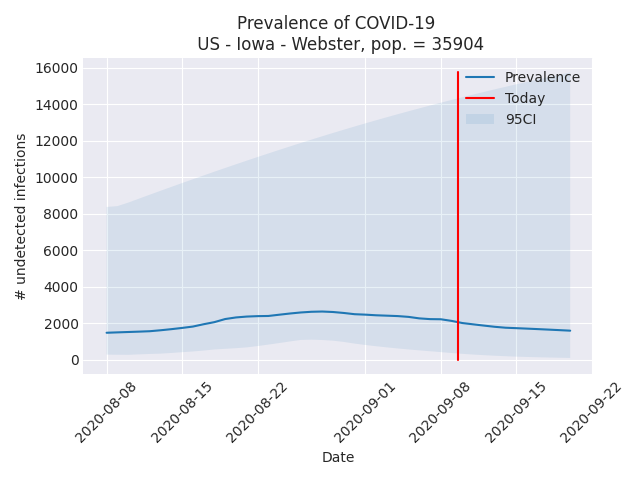 Prevalence of COVID-19
US - Iowa - Webster, pop. = 35904
16000
14000
12000
10000
8000
6000
4000
2000
0
# undetected infections
Prevalence
Today
95CI
2020-08-08
2020-08-15
2020-08-22
2020-09-01
2020-09-08
2020-09-15
2020-09-22
Date